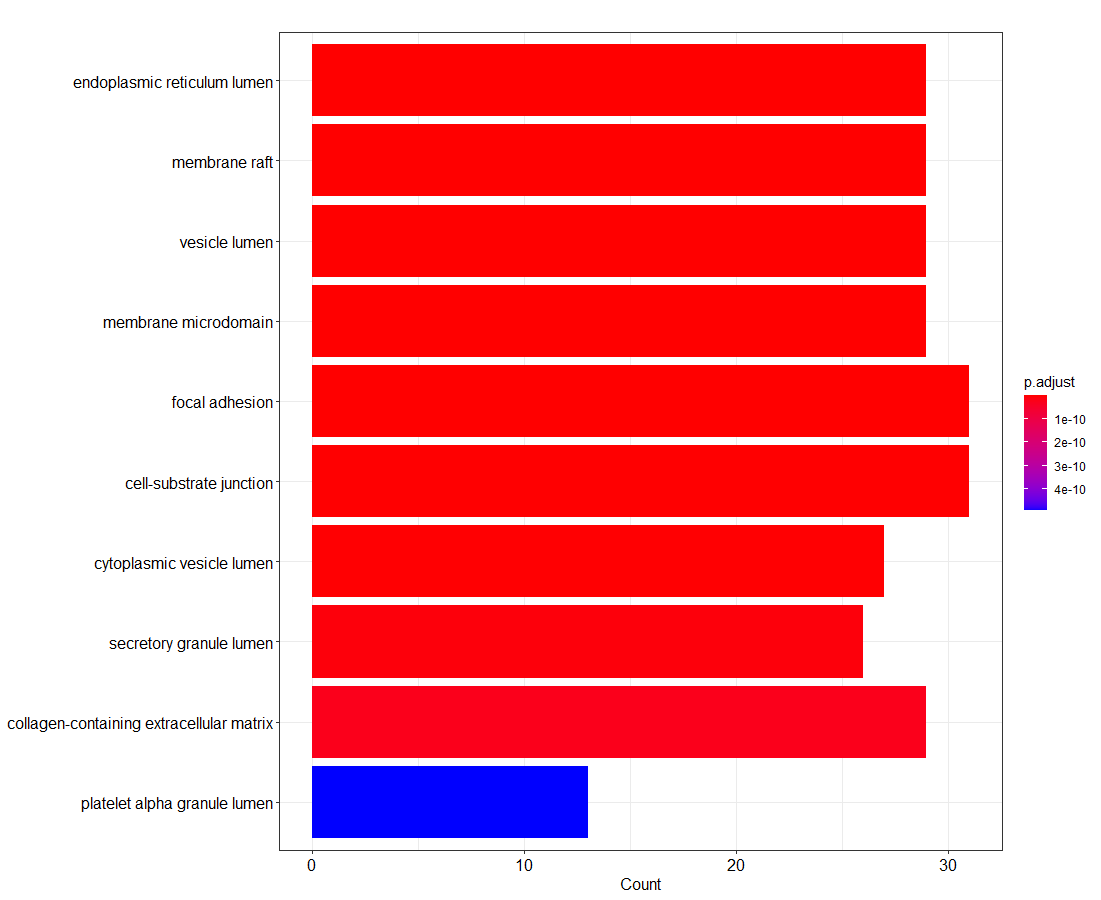 endoplasmic reticulum lumen
membrane raft
vesicle lumen
membrane microdomain
focal adhesion
cell-substrate junction
cytoplasmic vesicle lumen
secretory granule lumen
collagen-containing extracellular matrix
platelet alpha granule lumen
0 10 20 30
Count
p.adjust
1e-10
2e-10
3e-10
4e-10